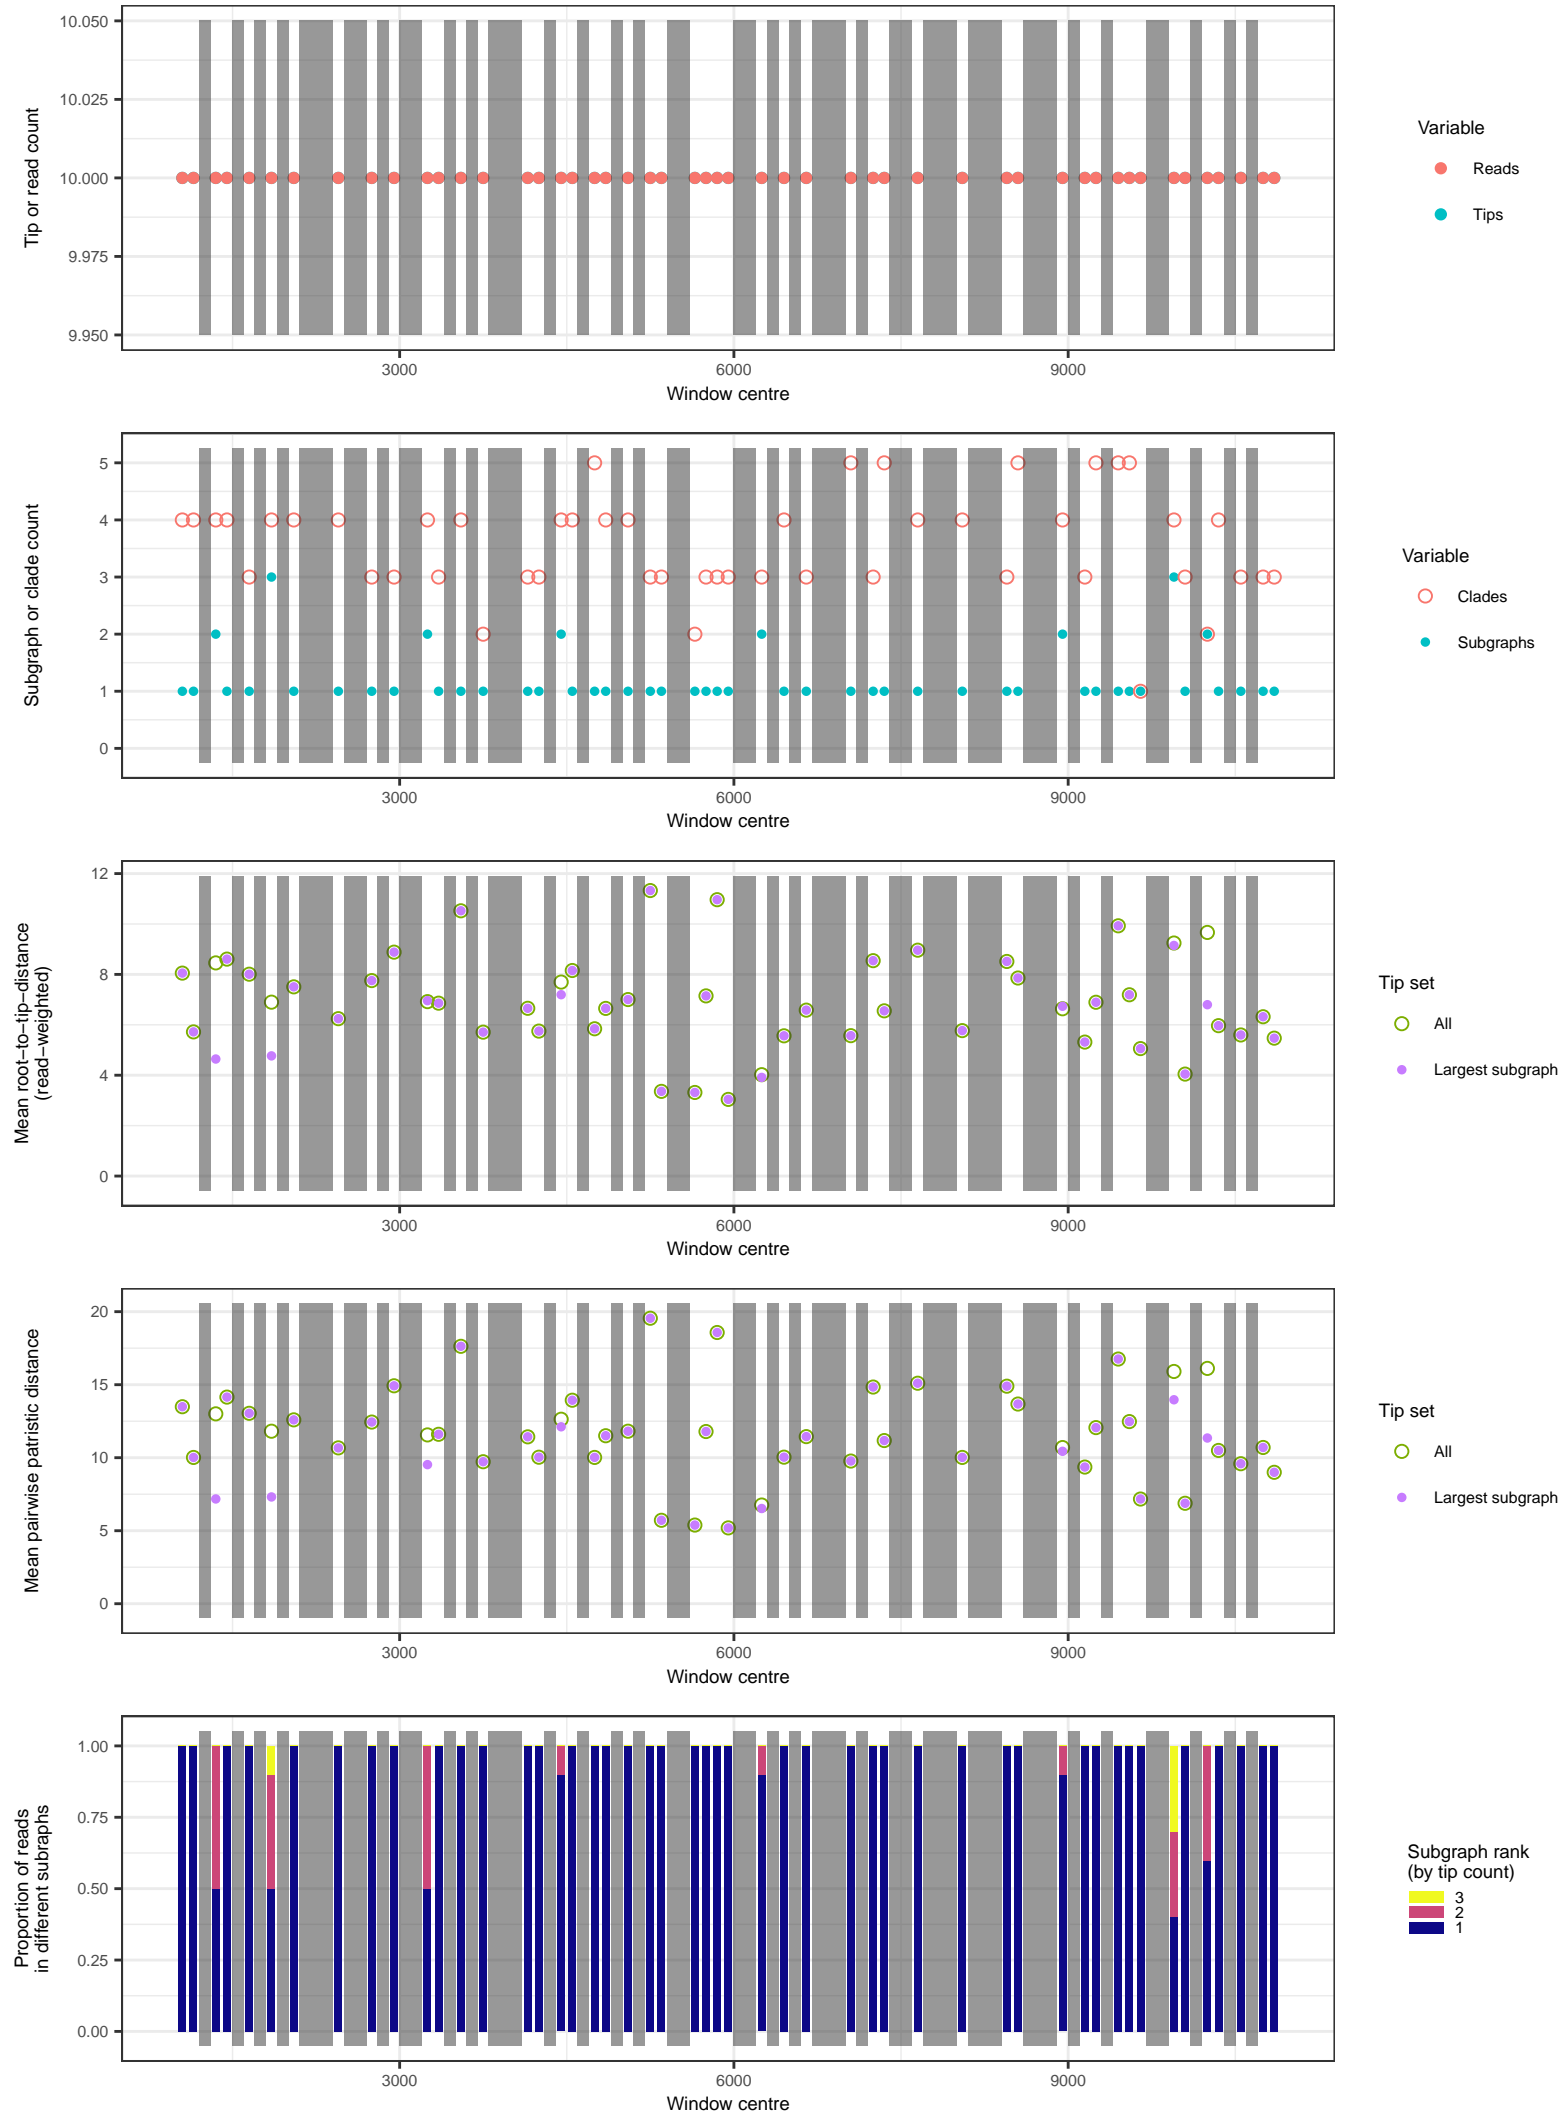 10.050
10.025
10.000
9.975
9.950
Tip or read count
3000
6000
9000
Window centre
Variable
Reads
Tips
5
4
3
2
1
0
Subgraph or clade count
3000
6000
9000
Window centre
Variable
Clades
Subgraphs
12
8
4
0
Mean root−to−tip−distance
(read−weighted)
3000
6000
9000
Window centre
Tip set
All
Largest subgraph
20
15
10
5
0
Mean pairwise patristic distance
3000
6000
9000
Window centre
Tip set
All
Largest subgraph
1.00
0.75
0.50
0.25
0.00
Proportion of reads
in different subraphs
3000
6000
9000
Window centre
Subgraph rank
(by tip count)
3
2
1